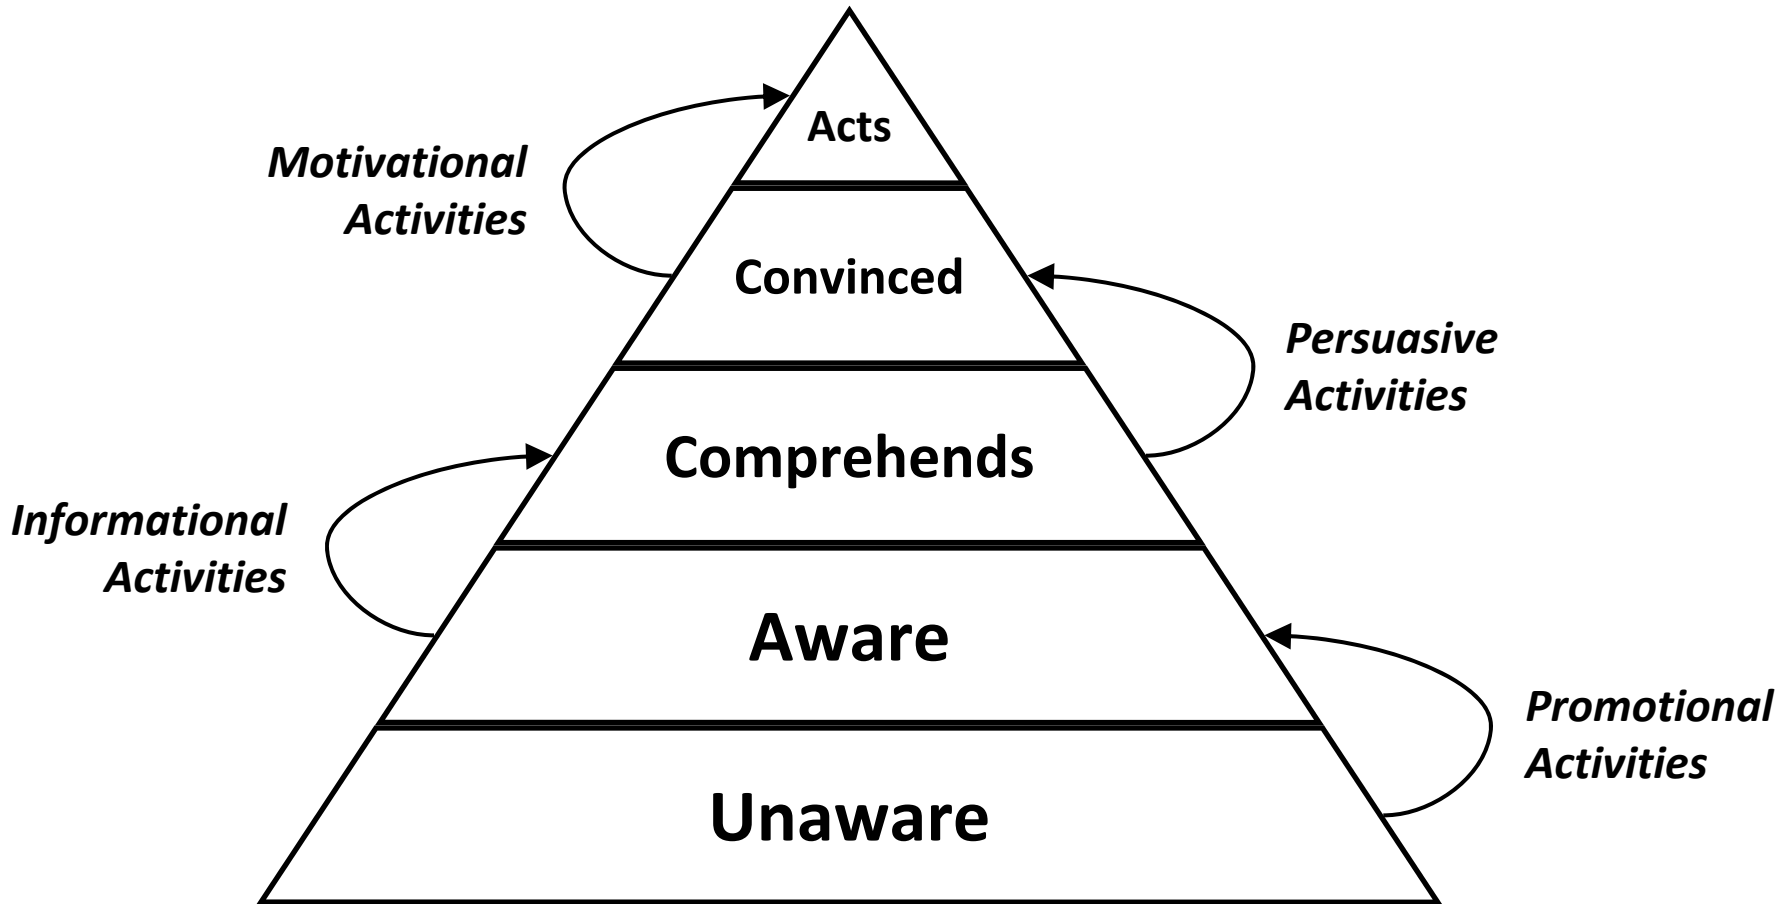 Acts
Motivational
Activities
Convinced
Persuasive
Activities
Comprehends
Informational
Activities
Aware
Promotional
Activities
Unaware